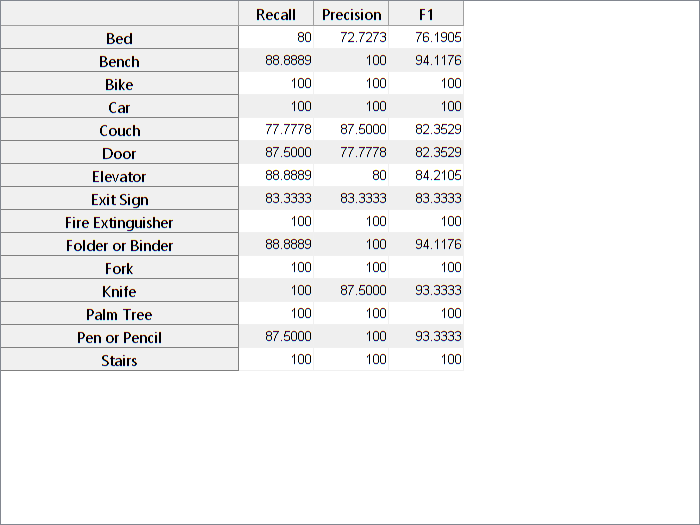 Recall Precision F1
Bed 80 72.7273 76.1905
Bench 88.8889 100 94.1176
Bike 100 100 100
Car 100 100 100
Couch 77.7778 87.5000 82.3529
Door 87.5000 77.7778 82.3529
Elevator 88.8889 80 84.2105
Exit Sign 83.3333 83.3333 83.3333
Fire Extinguisher 100 100 100
Folder or Binder 88.8889 100 94.1176
Fork 100 100 100
Knife 100 87.5000 93.3333
Palm Tree 100 100 100
Pen or Pencil 87.5000 100 93.3333
Stairs 100 100 100